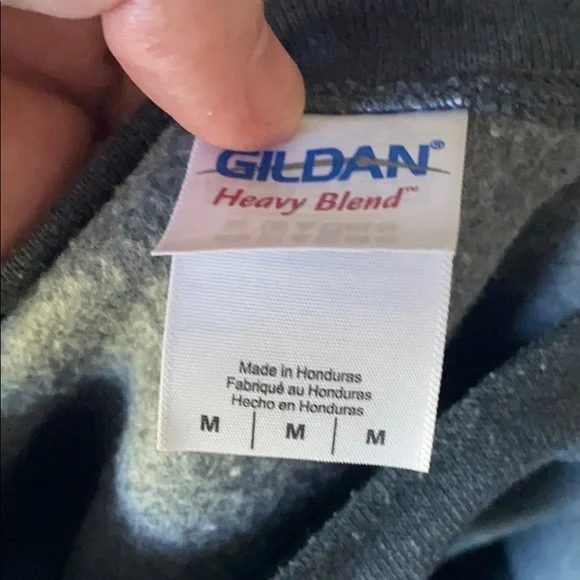 GILDAN®
Heavy Blend™
Made in Honduras
Fabriqué au Honduras
Hecho en Honduras
M | M | M